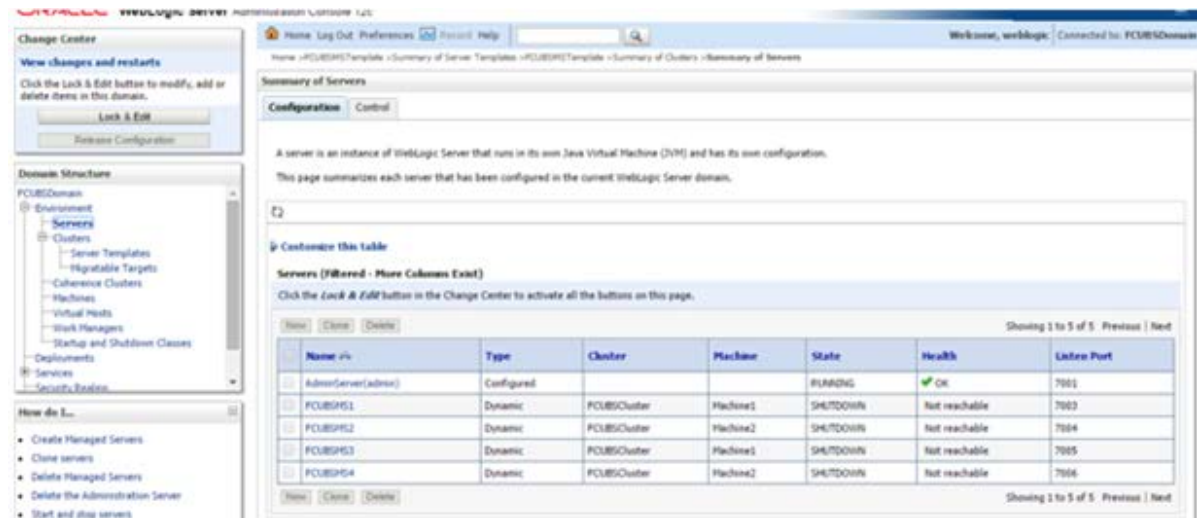 ORACLE WebLogic Server Administration Console 12c
Change Center
View changes and restarts
Click the Lock & Edit button to modify, add or
delete items in this domain.
Lock & Edit
Release Configuration
Domain Structure
FCUBSDomain
Environment
Servers
Clusters
Server Templates
Migratable Targets
Coherence Clusters
Machines
Virtual Hosts
Work Managers
Startup and Shutdown Classes
Deployments
Services
Security Realms
How do I...
Create Managed Servers
Clone servers
Delete Managed Servers
Delete the Administration Server
Start and stop servers
Home Log Out Preferences Record Help
Welcome, weblogic Connected to: FCUBSDomain
Home >FCUBSMSTemplate >Summary of Server Templates >FCUBSMSTemplate >Summary of Clusters >Summary of Servers
Summary of Servers
Configuration Control
A server is an instance of WebLogic Server that runs in its own Java Virtual Machine (JVM) and has its own configuration.
This page summarizes each server that has been configured in the current WebLogic Server domain.
Customize this table
Servers (Filtered - More Columns Exist)
Click the Lock & Edit button in the Change Center to activate all the buttons on this page.
New Clone Delete Showing 1 to 5 of 5 Previous | Next
Name Type Cluster Machine State Health Listen Port
AdminServer(admin) Configured RUNNING OK 7001
FCUBSMS1 Dynamic FCUBSCluster Machine1 SHUTDOWN Not reachable 7003
FCUBSMS2 Dynamic FCUBSCluster Machine2 SHUTDOWN Not reachable 7004
FCUBSMS3 Dynamic FCUBSCluster Machine1 SHUTDOWN Not reachable 7005
FCUBSMS4 Dynamic FCUBSCluster Machine2 SHUTDOWN Not reachable 7006
New Clone Delete Showing 1 to 5 of 5 Previous | Next